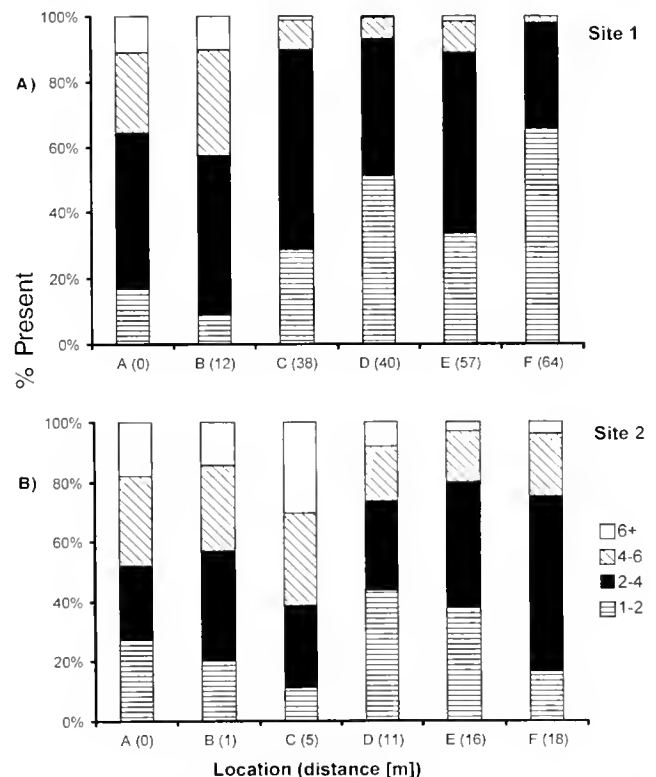 Site 1
A)
100%
80%
60%
40%
20%
0%
% Present
A (0) B (12) C (38) D (40) E (57) F (64)
Site 2
B)
100%
80%
60%
40%
20%
0%
6+
4-6
2-4
1-2
A (0) B (1) C (5) D (11) E (16) F (18)
Location (distance [m])